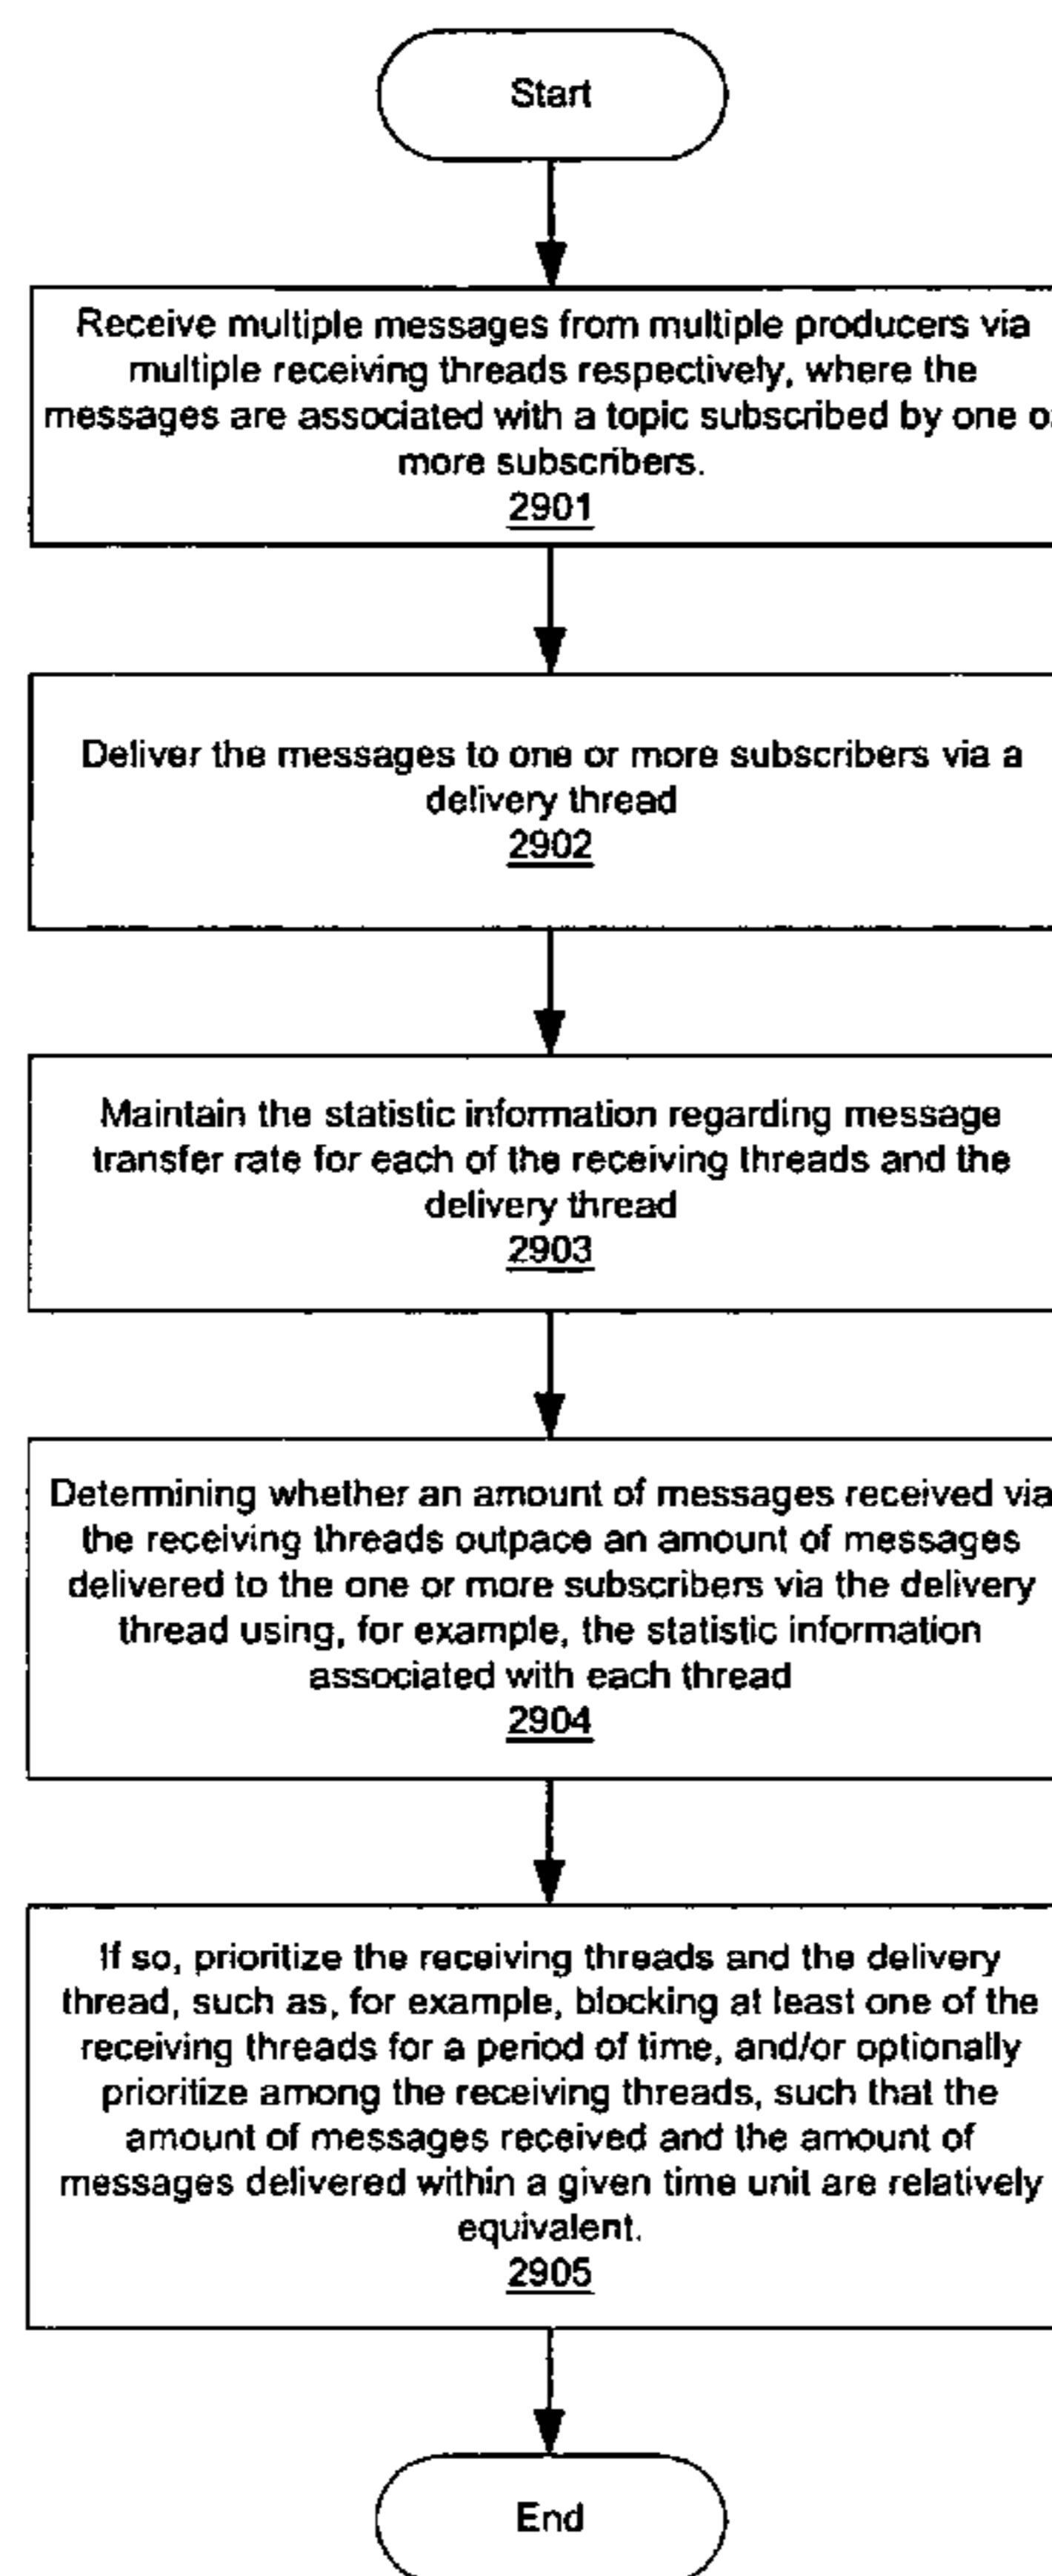 Start
Receive multiple messages from multiple producers via
multiple receiving threads respectively, where the
messages are associated with a topic subscribed by one
more subscribers.
2901
Deliver the messages to one or more subscribers via a
delivery thread
2902
Maintain the statistic information regarding message
transfer rate for each of the receiving threads and the
delivery thread
2903
Determining whether an amount of messages received via
the receiving threads outpace an amount of messages
delivered to the one or more subscribers via the delivery
thread using, for example, the statistic information
associated with each thread
2904
If so, prioritize the receiving threads and the delivery
thread, such as, for example, blocking at least one of the
receiving threads for a period of time, and/or optionally
prioritize among the receiving threads, such that the
amount of messages received and the amount of
messages delivered within a given time unit are relatively
equivalent.
2905
End